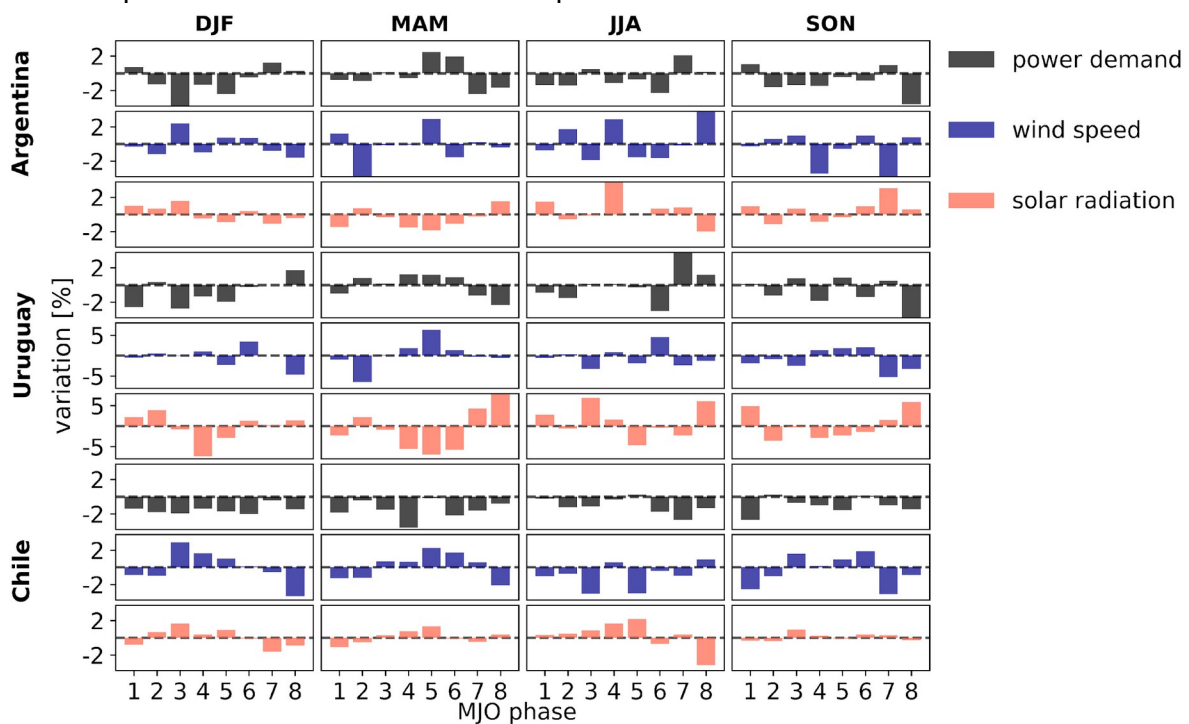 DJF MAM JJA SON
Argentina
Uruguay
Chile
variation [%]
2
-2
2
-2
2
-2
2
-2
5
-5
5
-5
2
-2
2
-2
2
-2
1 2 3 4 5 6 7 8 1 2 3 4 5 6 7 8 1 2 3 4 5 6 7 8 1 2 3 4 5 6 7 8
MJO phase
power demand
wind speed
solar radiation